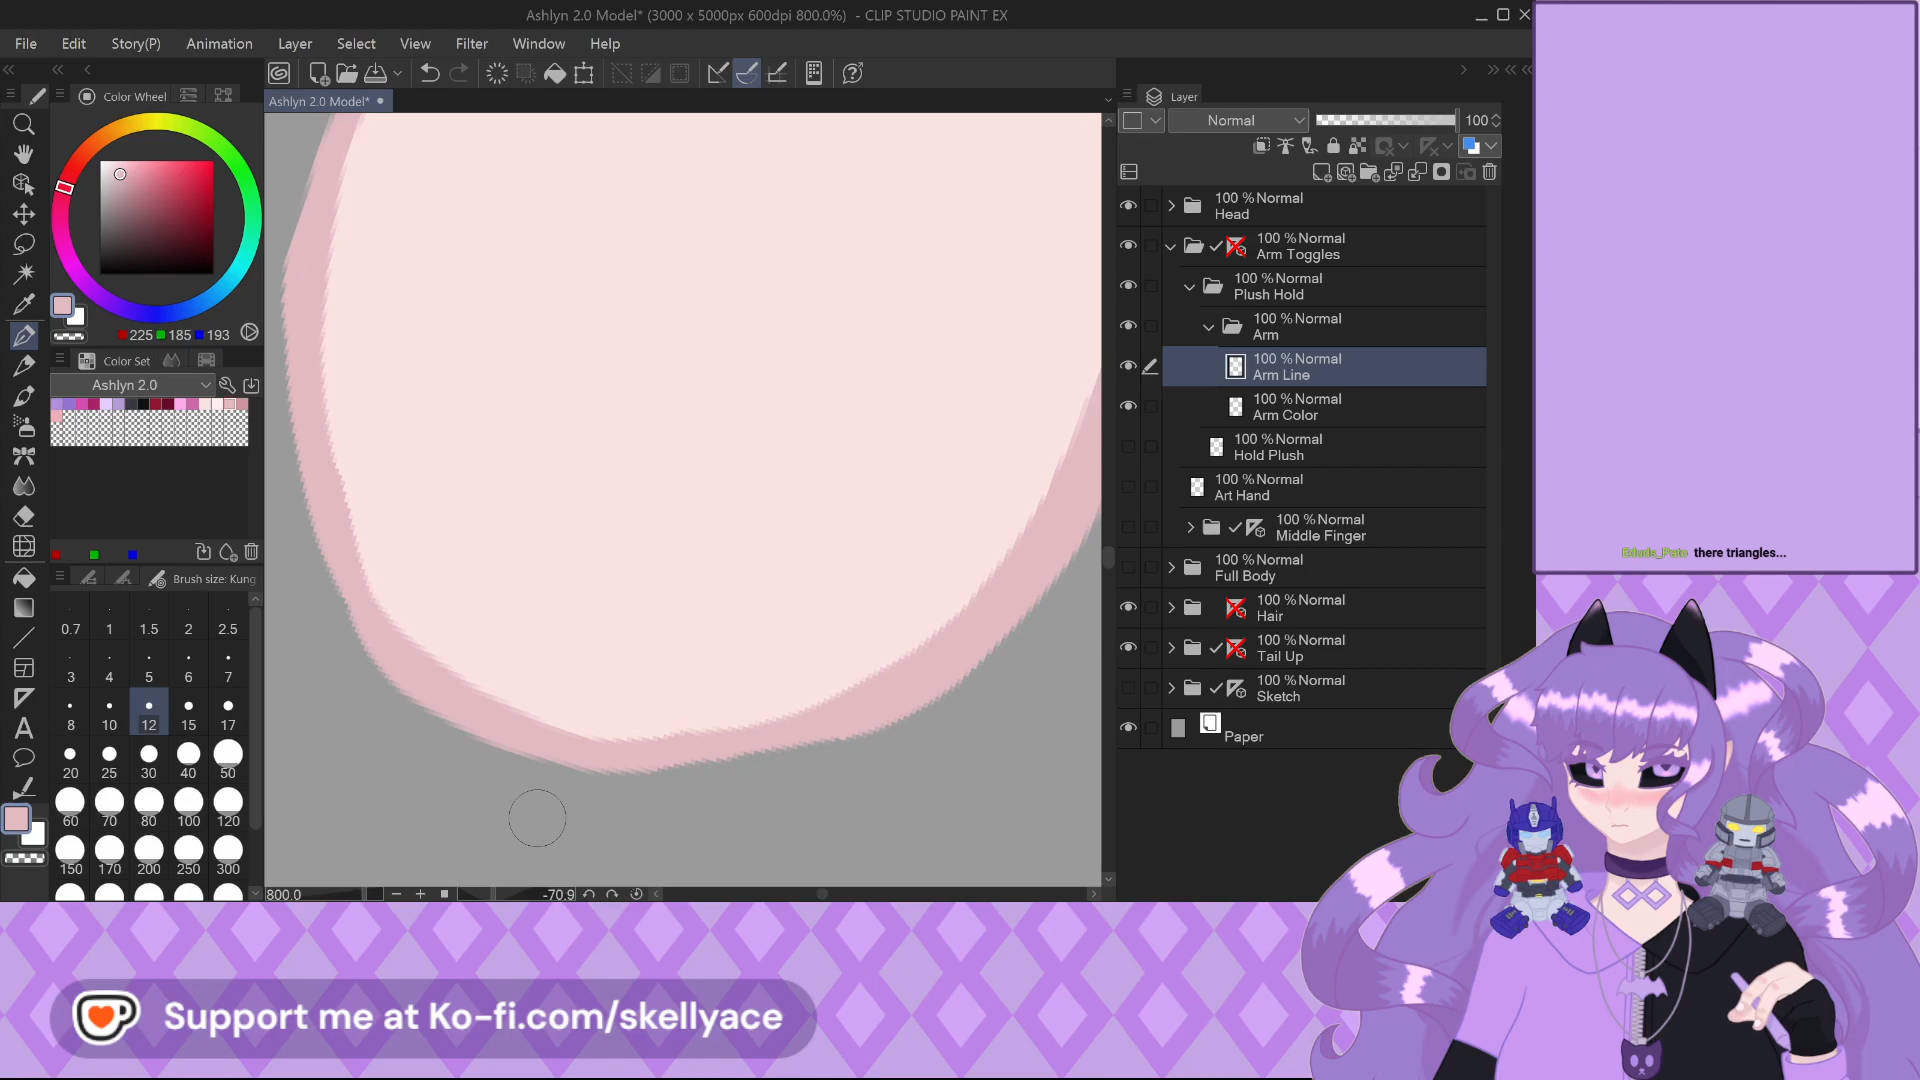 Ashlyn 2.0 Model* (3000 x 5000px 600dpi 800.0%) - CLIP STUDIO PAINT EX
File Edit Story(P) Animation Layer Select View Filter Window Help
Color Wheel
Ashlyn 2.0 Model*
Layer
Normal 100
100 %Normal
Head
100 %Normal
Arm Toggles
100 %Normal
Plush Hold
100 %Normal
Arm
100 %Normal
Arm Line
100 %Normal
Arm Color
100 %Normal
Hold Plush
100 %Normal
Art Hand
100 %Normal
Middle Finger
100 %Normal
Full Body
100 %Normal
Hair
100 %Normal
Tail Up
100 %Normal
Sketch
Paper
225 185 193
Color Set
Ashlyn 2.0
Brush size: Kung
0.7 1 1.5 2 2.5
3 4 5 6 7
8 10 12 15 17
20 25 30 40 50
60 70 80 100 120
150 170 200 250 300
800.0 -70.9
Eduds_Pato there triangles...
Support me at Ko-fi.com/skellyace